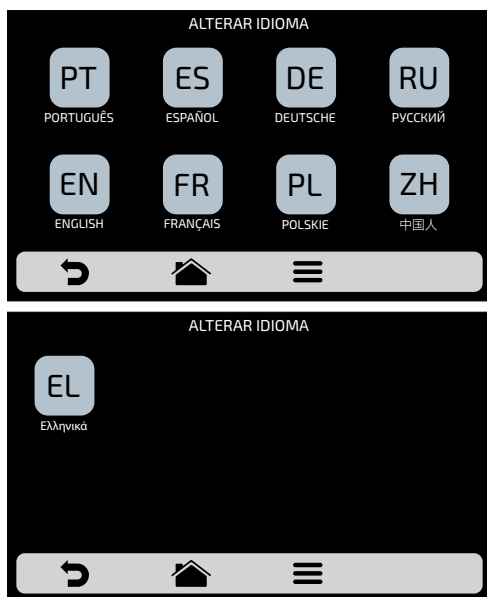 ALTERAR IDIOMA
PT ES DE RU
PORTUGUÊS ESPAÑOL DEUTSCHE РУССКИЙ
EN FR PL ZH
ENGLISH FRANÇAIS POLSKIE 中国人
ALTERAR IDIOMA
EL
Ελληνικά